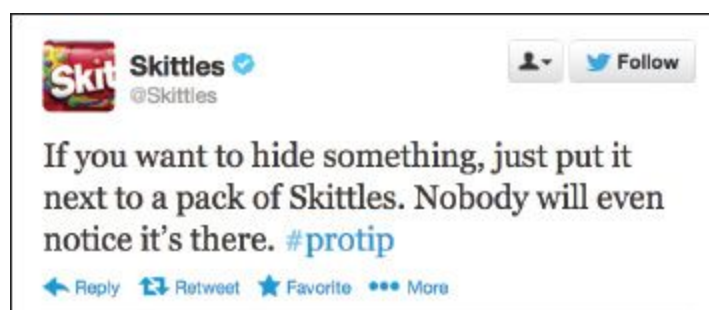 Skit
Skittles
@Skittles
Follow
If you want to hide something, just put it
next to a pack of Skittles. Nobody will even
notice it's there. #protip
Reply Retweet Favorite More